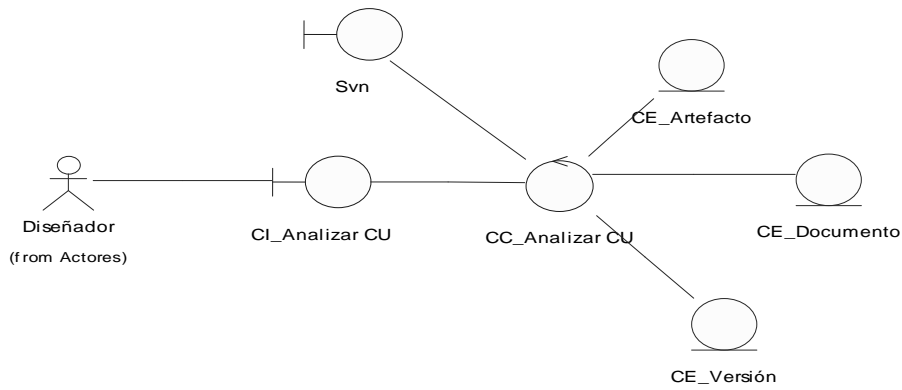 Svn
CE_Artefacto
Diseñador
(from Actores)
CI_Analizar CU
CC_Analizar CU
CE_Documento
CE_Versión